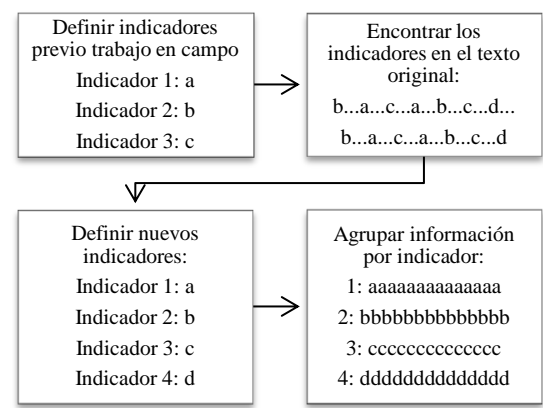 Definir indicadores
previo trabajo en campo
Indicador 1: a
Indicador 2: b
Indicador 3: c
Encontrar los
indicadores en el texto
original:
b...a...c...a...b...c...d...
b...a...c...a...b...c...d
Definir nuevos
indicadores:
Indicador 1: a
Indicador 2: b
Indicador 3: c
Indicador 4: d
Agrupar información
por indicador:
1: aaaaaaaaaaaaaa
2: bbbbbbbbbbbbbb
3: cccccccccccccc
4: dddddddddddddd